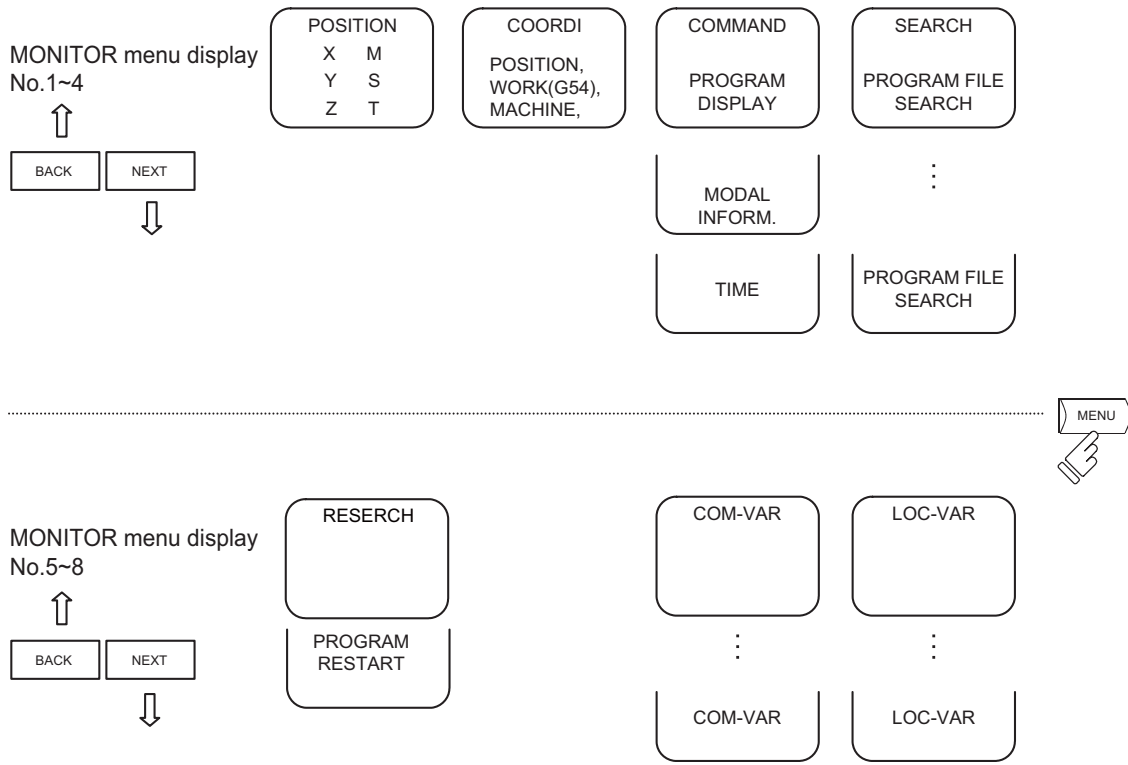 MONITOR menu display
No.1~4
BACK
NEXT
POSITION
X M
Y S
Z T
COORDI
POSITION,
WORK(G54),
MACHINE,
COMMAND
PROGRAM
DISPLAY
MODAL
INFORM.
TIME
SEARCH
PROGRAM FILE
SEARCH
PROGRAM FILE
SEARCH
MENU
MONITOR menu display
No.5~8
BACK
NEXT
RESERCH
PROGRAM
RESTART
COM-VAR
COM-VAR
LOC-VAR
LOC-VAR